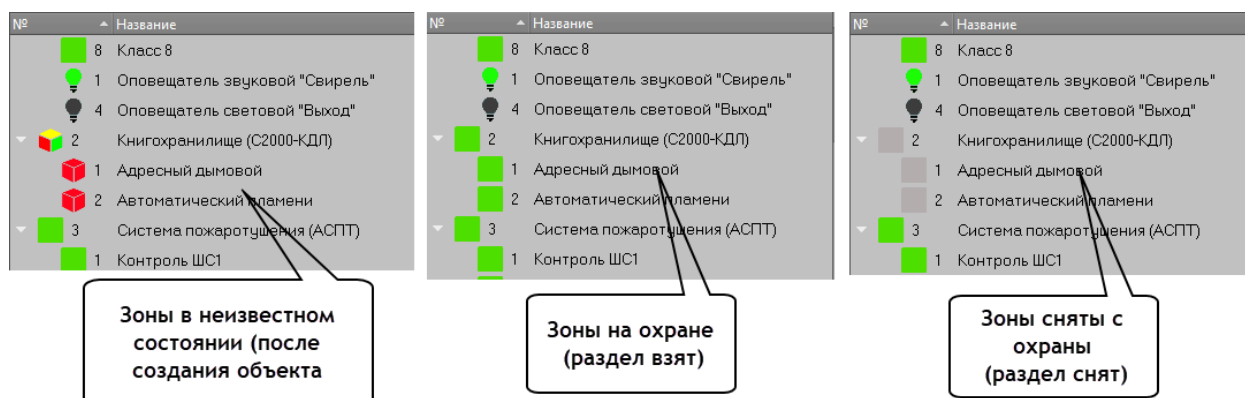 № Название
8 Класс 8
1 Оповещатель звуковой "Свирель"
4 Оповещатель световой "Выход"
2 Книгохранилище (С2000-КДЛ)
1 Адресный дымовой
2 Автоматический пламени
3 Система пожаротушения (АСПТ)
1 Контроль ШС1
Зоны в неизвестном
состоянии (после
создания объекта
№ Название
8 Класс 8
1 Оповещатель звуковой "Свирель"
4 Оповещатель световой "Выход"
2 Книгохранилище (С2000-КДЛ)
1 Адресный дымовой
2 Автоматический пламени
3 Система пожаротушения (АСПТ)
1 Контроль ШС1
Зоны на охране
(раздел взят)
№ Название
8 Класс 8
1 Оповещатель звуковой "Свирель"
4 Оповещатель световой "Выход"
2 Книгохранилище (С2000-КДЛ)
1 Адресный дымовой
2 Автоматический пламени
3 Система пожаротушения (АСПТ)
1 Контроль ШС1
Зоны сняты с
охраны
(раздел снят)